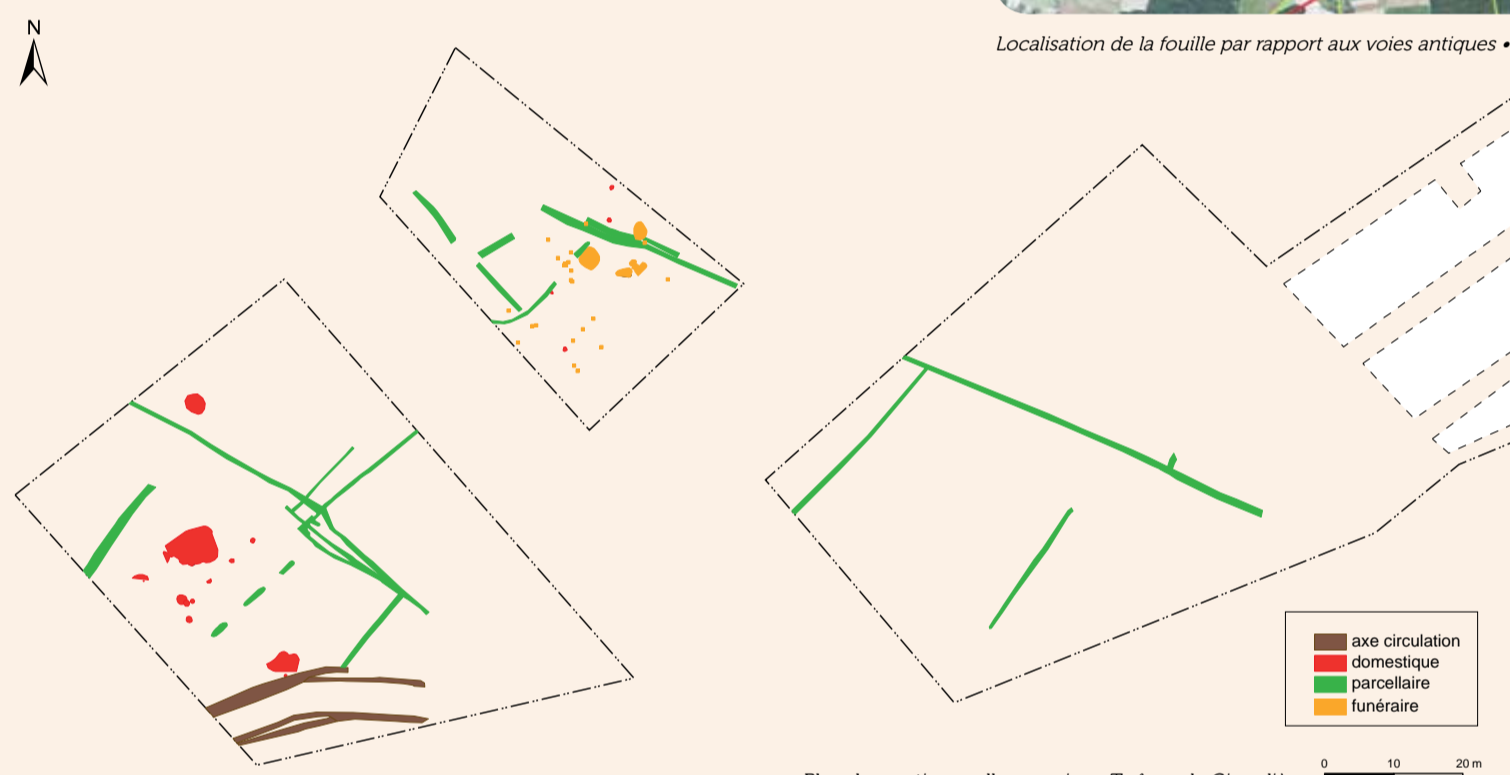 N
Localisation de la fouille par rapport aux voies antiques •
axe circulation
domestique
parcellaire
funéraire
0 10 20 m